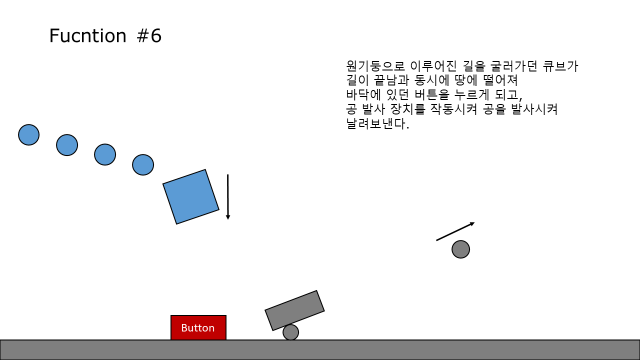 Fucntion #6
원기둥으로 이루어진 길을 굴러가던 큐브가
길이 끝남과 동시에 땅에 떨어져
바닥에 있던 버튼을 누르게 되고,
공 발사 장치를 작동시켜 공을 발사시켜
날려보낸다.
Button